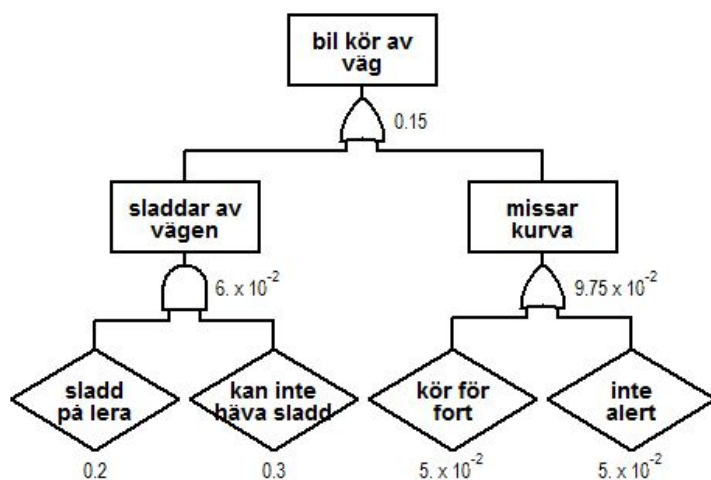 bil kör av
väg
0.15
sladdar av
vägen
missar
kurva
6. x 10⁻²
9.75 x 10⁻²
sladd
på lera
kan inte
häva sladd
kör för
fort
inte
alert
0.2
0.3
5. x 10⁻²
5. x 10⁻²